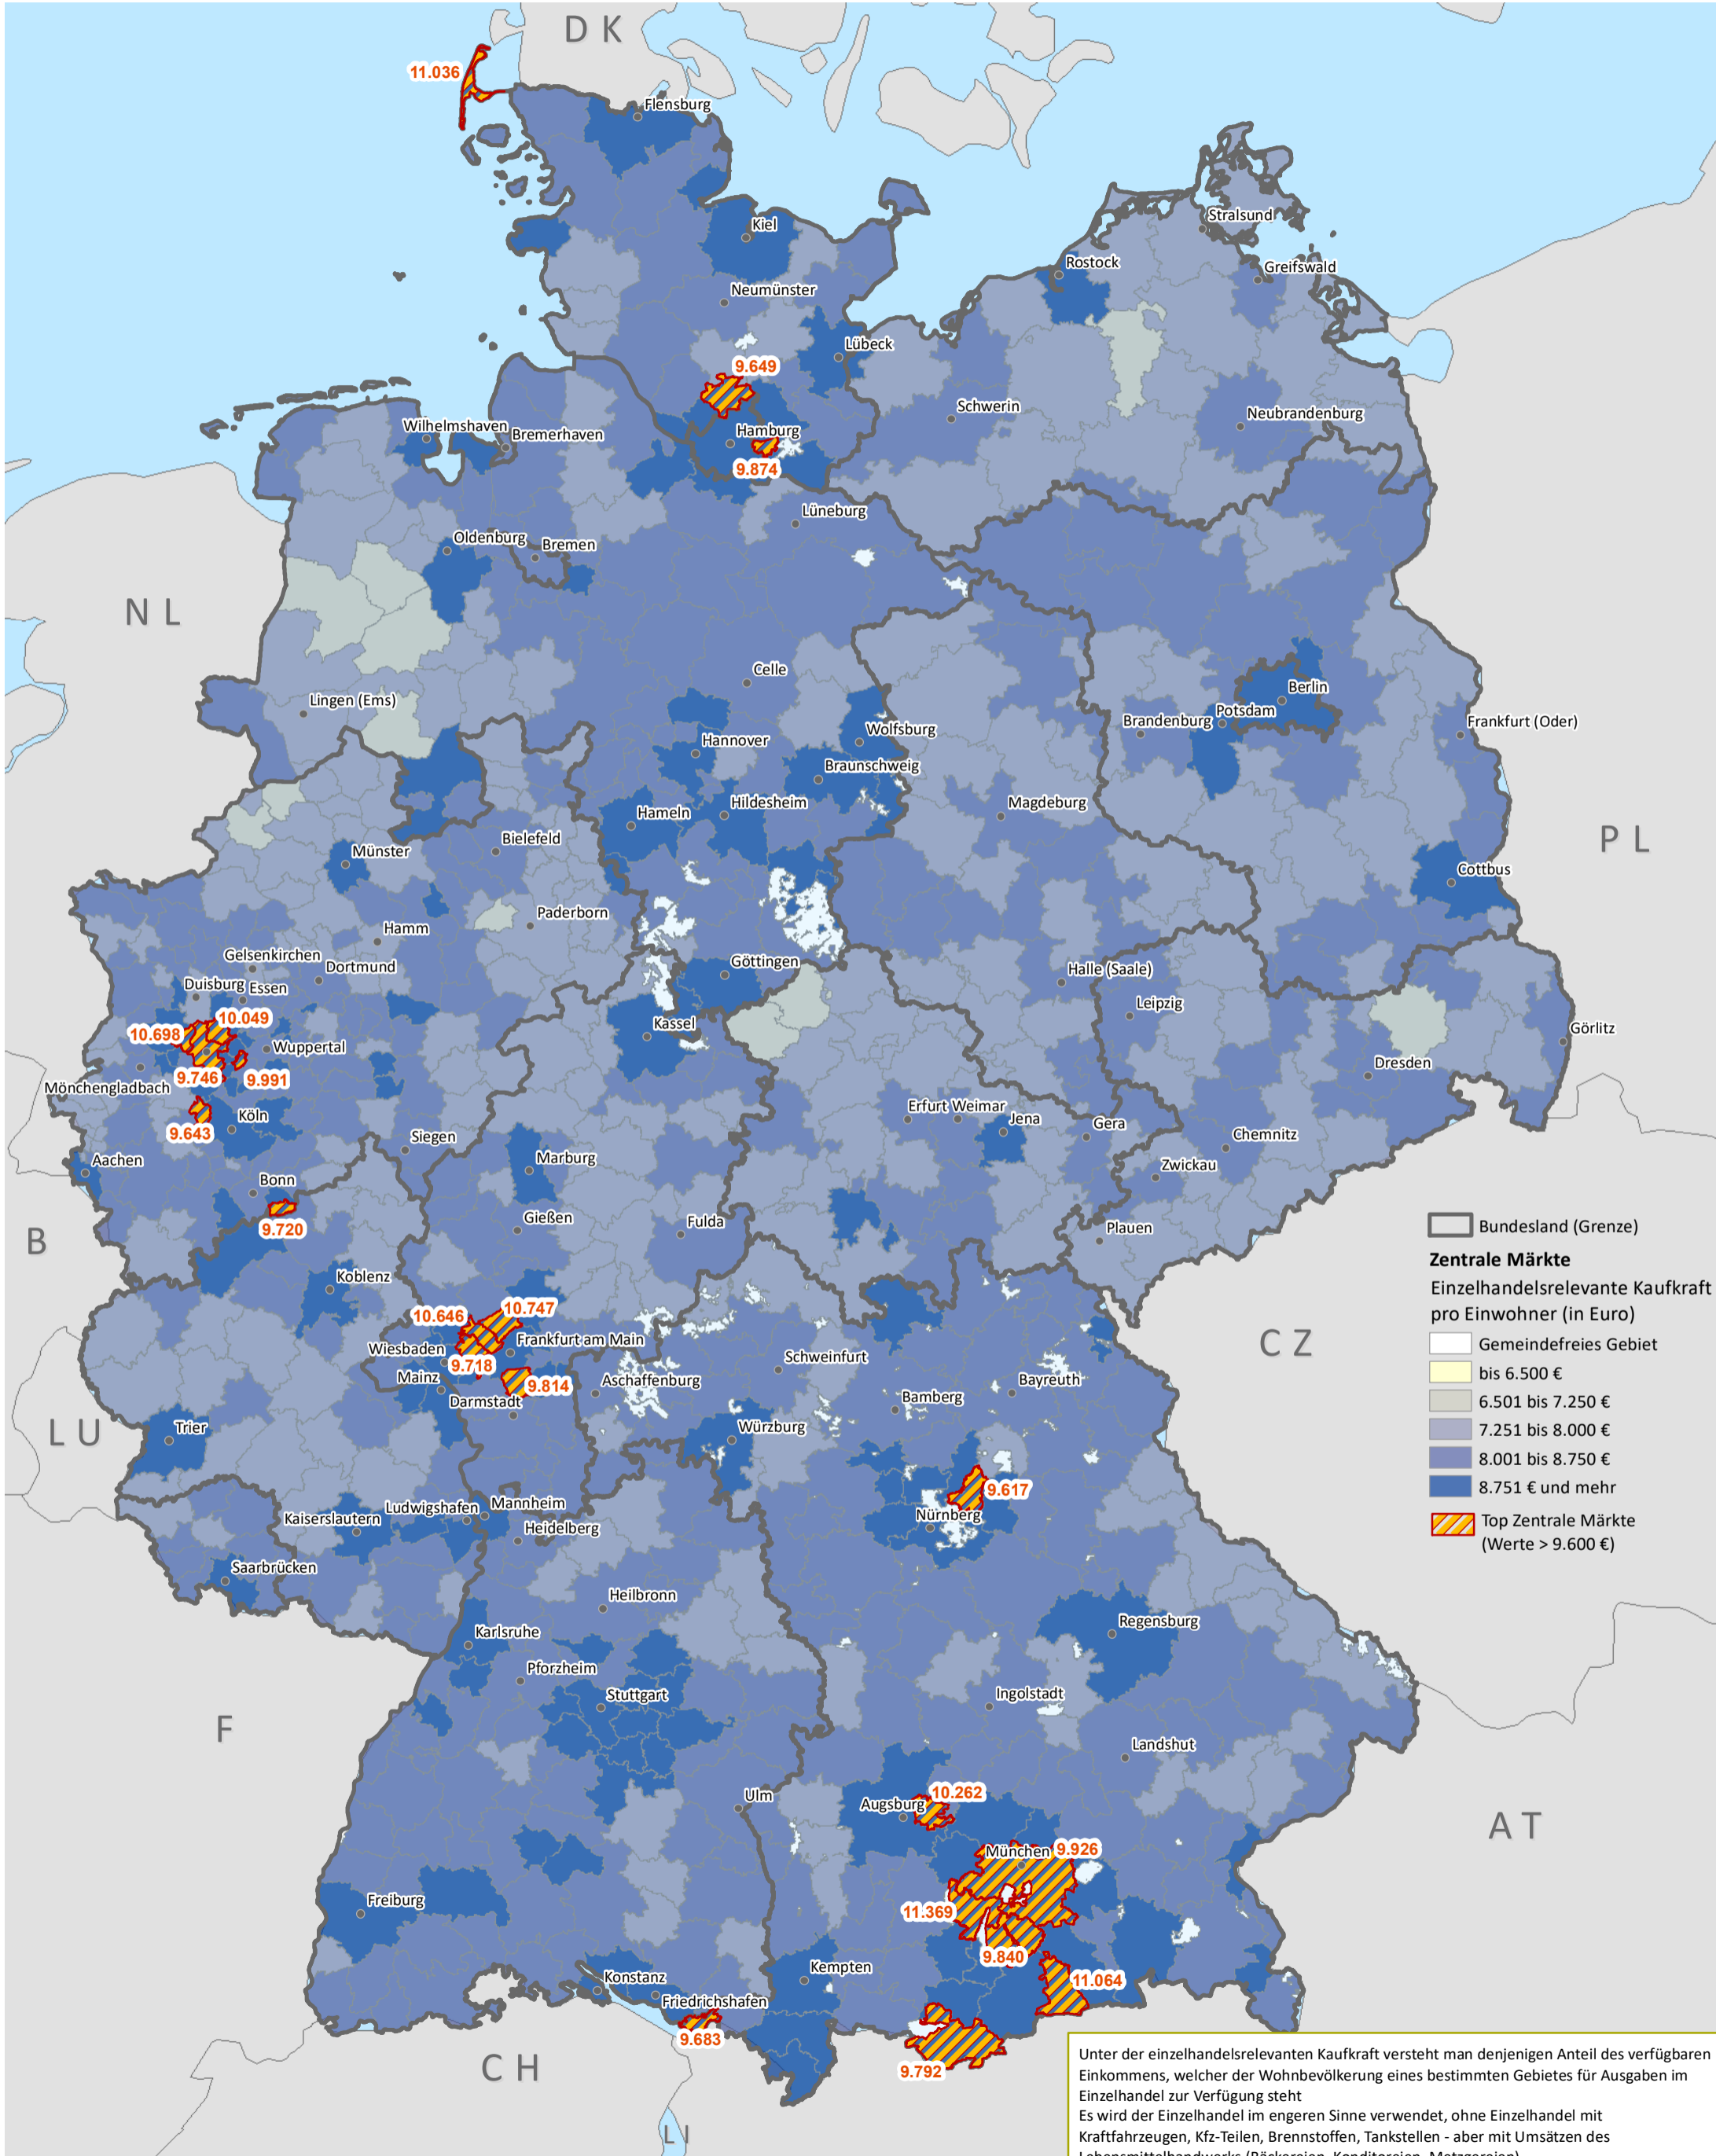 DK
11.036
Flensburg
Kiel
Stralsund
Rostock
Greifswald
Neumünster
Lübeck
9.649
Schwerin
Neubrandenburg
Wilhelmshaven
Bremerhaven
Hamburg
9.874
Lüneburg
Oldenburg
Bremen
NL
Celle
Lingen (Ems)
Berlin
Potsdam
Brandenburg
Frankfurt (Oder)
Wolfsburg
Hannover
Braunschweig
Magdeburg
Hildesheim
Hameln
PL
Bielefeld
Münster
Cottbus
Paderborn
Hamm
Gelsenkirchen
Dortmund
Göttingen
Halle (Saale)
Duisburg
Essen
Leipzig
10.049
10.698
Kassel
Görlitz
Wuppertal
Dresden
9.746
9.991
Mönchengladbach
Köln
9.643
Erfurt
Weimar
Jena
Gera
Chemnitz
Siegen
Aachen
Marburg
Zwickau
Bonn
Gießen
Fulda
9.720
B
Plauen
Koblenz
10.646
10.747
Frankfurt am Main
Wiesbaden
9.718
Mainz
9.814
Darmstadt
Aschaffenburg
Schweinfurt
Bamberg
Bayreuth
CZ
LU
Trier
Würzburg
9.617
Nürnberg
Mannheim
Ludwigshafen
Kaiserslautern
Heidelberg
Saarbrücken
Heilbronn
Regensburg
Karlsruhe
Pforzheim
Stuttgart
Ingolstadt
F
Landshut
Ulm
Augsburg
10.262
AT
München
9.926
Freiburg
11.369
9.840
Kempten
11.064
Konstanz
Friedrichshafen
9.683
9.792
CH
LI
Bundesland (Grenze)
Zentrale Märkte
Einzelhandelsrelevante Kaufkraft
pro Einwohner (in Euro)
Gemeindefreies Gebiet
bis 6.500 €
6.501 bis 7.250 €
7.251 bis 8.000 €
8.001 bis 8.750 €
8.751 € und mehr
Top Zentrale Märkte
(Werte > 9.600 €)
Unter der einzelhandelsrelevanten Kaufkraft versteht man denjenigen Anteil des verfügbaren
Einkommens, welcher der Wohnbevölkerung eines bestimmten Gebietes für Ausgaben im
Einzelhandel zur Verfügung steht
Es wird der Einzelhandel im engeren Sinne verwendet, ohne Einzelhandel mit
Kraftfahrzeugen, Kfz-Teilen, Brennstoffen, Tankstellen - aber mit Umsätzen des
Lebensmittelhandwerks (Bäckereien, Konditoreien, Metzgereien)